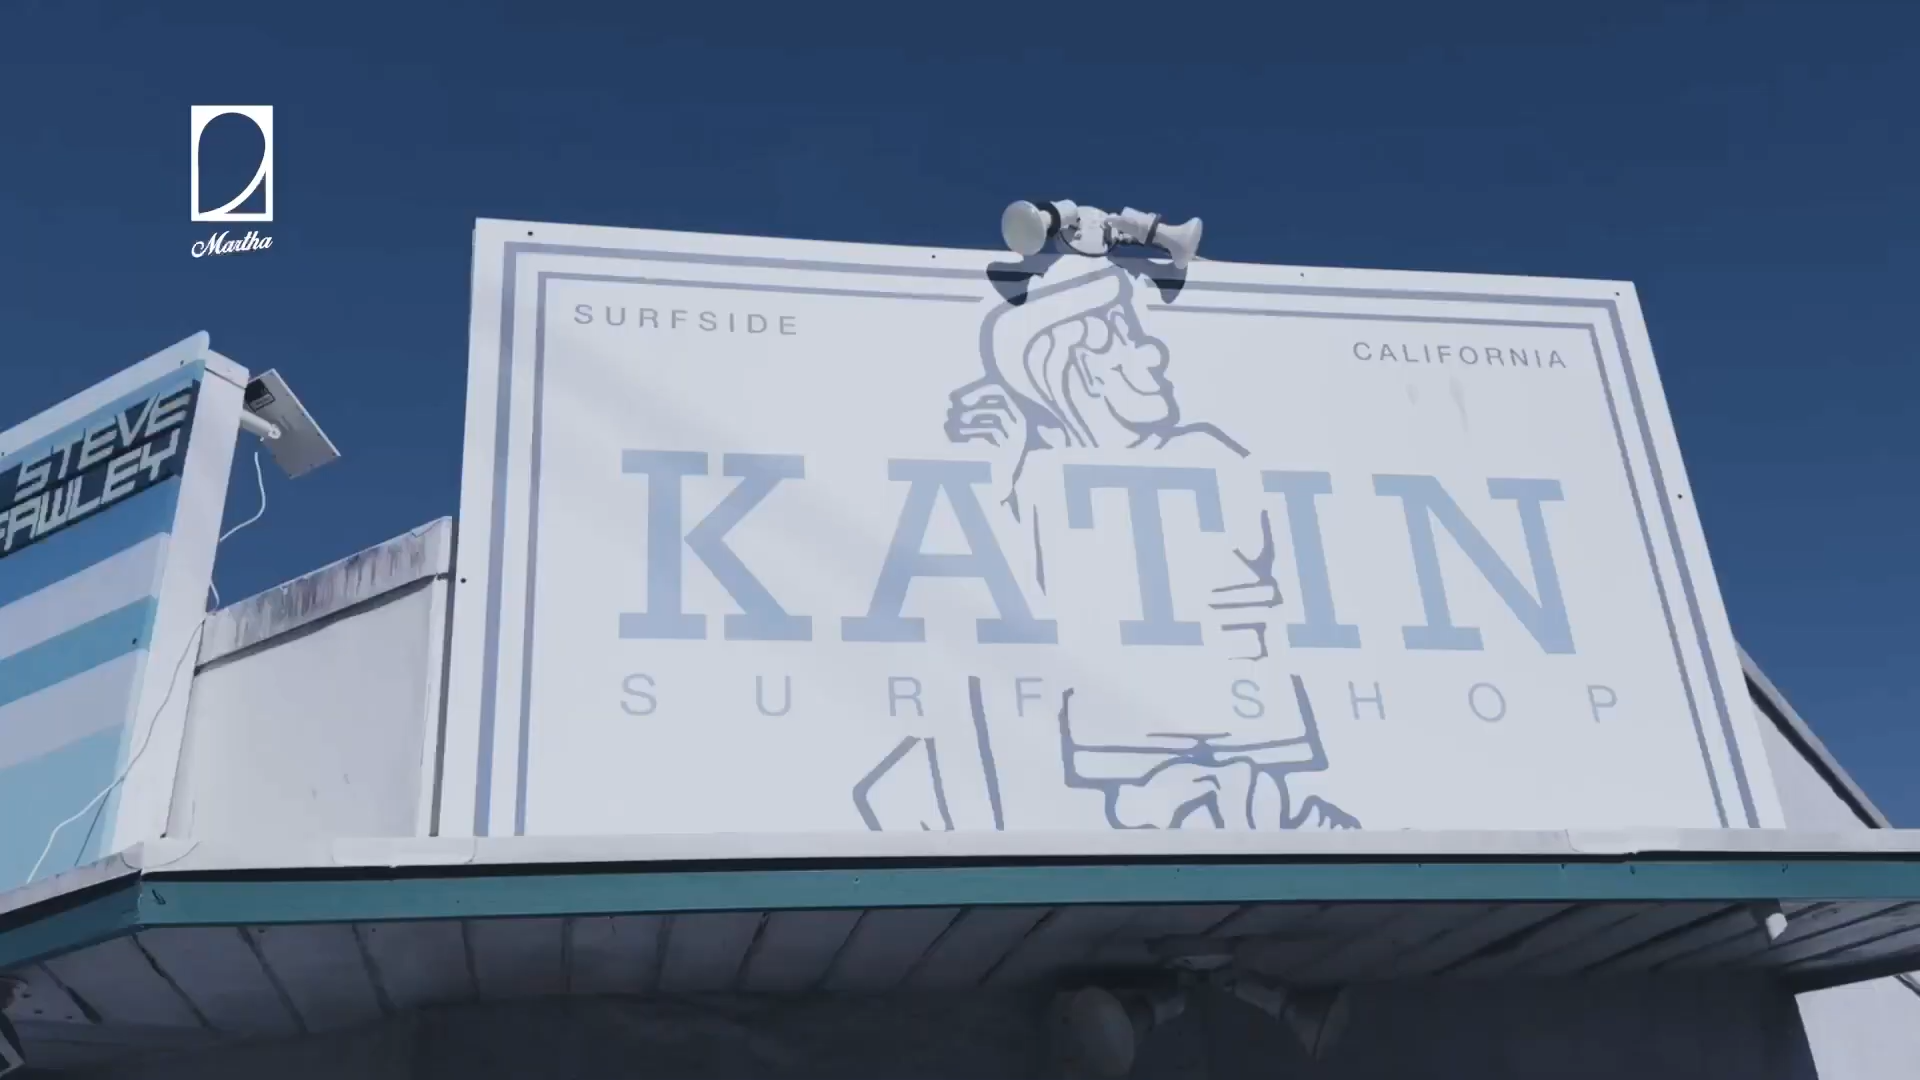 Martha
SURFSIDE
CALIFORNIA
STEVE
FAWLEY
KATIN
SURF SHOP